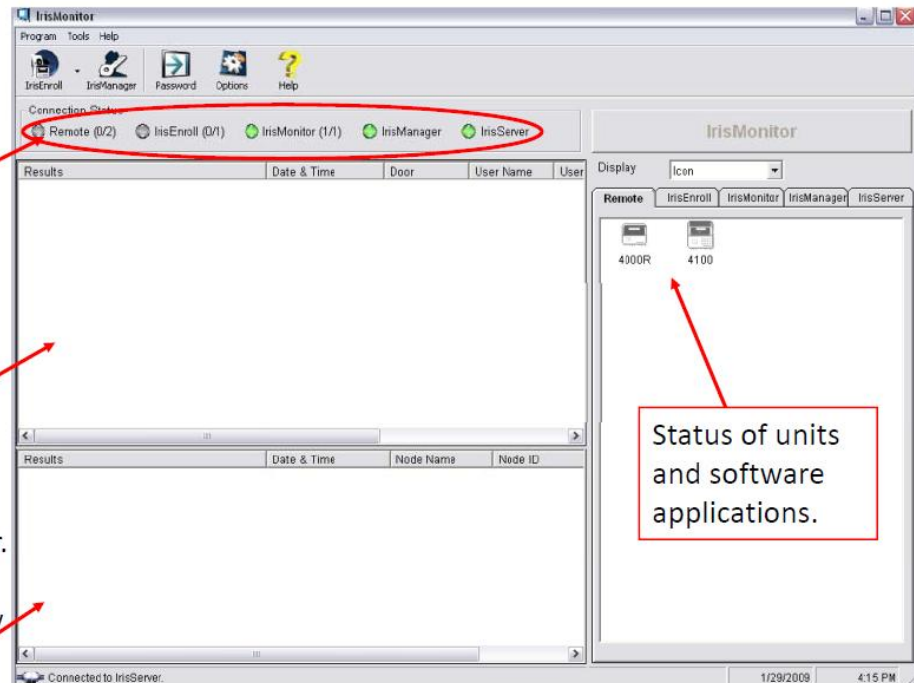 IrisMonitor
Program Tools Help
IrisEnroll IrisManager Password Options Help
Connection Status
Remote (0/2) IrisEnroll (0/1) IrisMonitor (1/1) IrisManager IrisServer
IrisMonitor
Results Date & Time Door User Name User
Display Icon
Remote IrisEnroll IrisMonitor IrisManager IrisServer
4000R 4100
Status of units
and software
applications.
Results Date & Time Node Name Node ID
Connected to IrisServer.
1/29/2009 4:15 PM